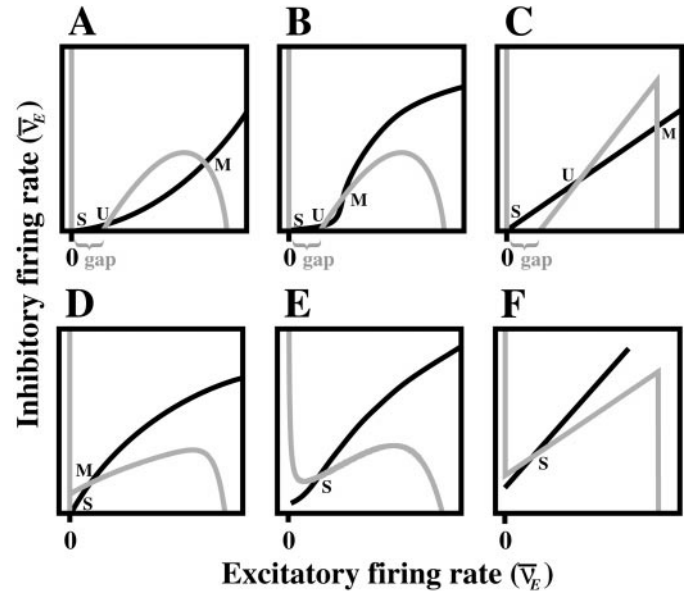 A B C
Inhibitory firing rate (ν̅E)
S U M
S U M
S U M
0 gap
0 gap
0 gap
D E F
M
S
S
S
0
0
0
Excitatory firing rate (ν̅E)